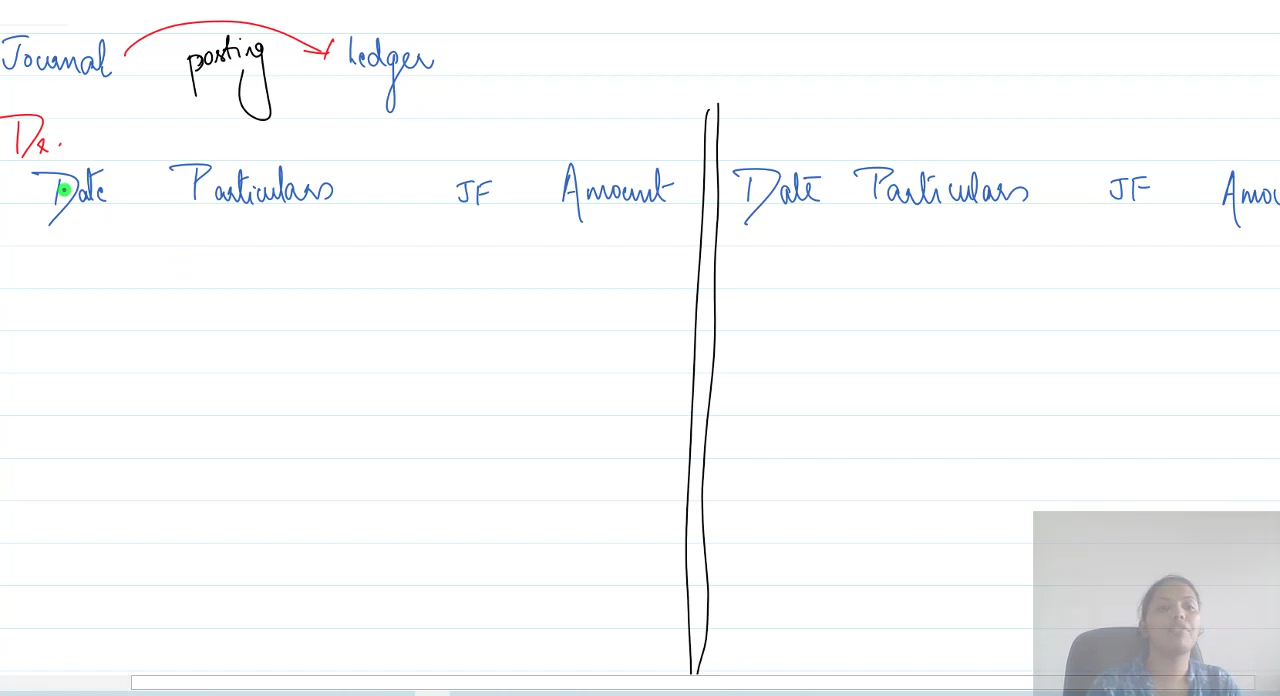 Journal posting Ledger
Dr.
Date Particulars JF Amount Date Particulars JF Amou